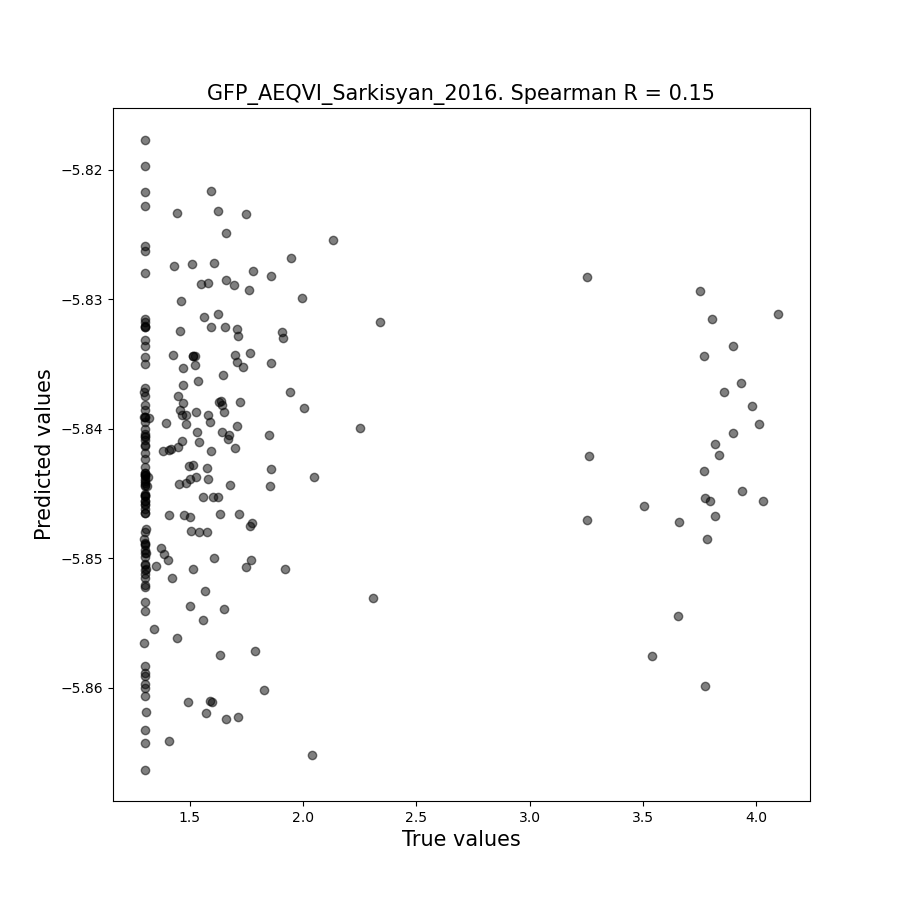 GFP_AEQVI_Sarkisyan_2016. Spearman R = 0.15
Predicted values
−5.82
−5.83
−5.84
−5.85
−5.86
1.5 2.0 2.5 3.0 3.5 4.0
True values